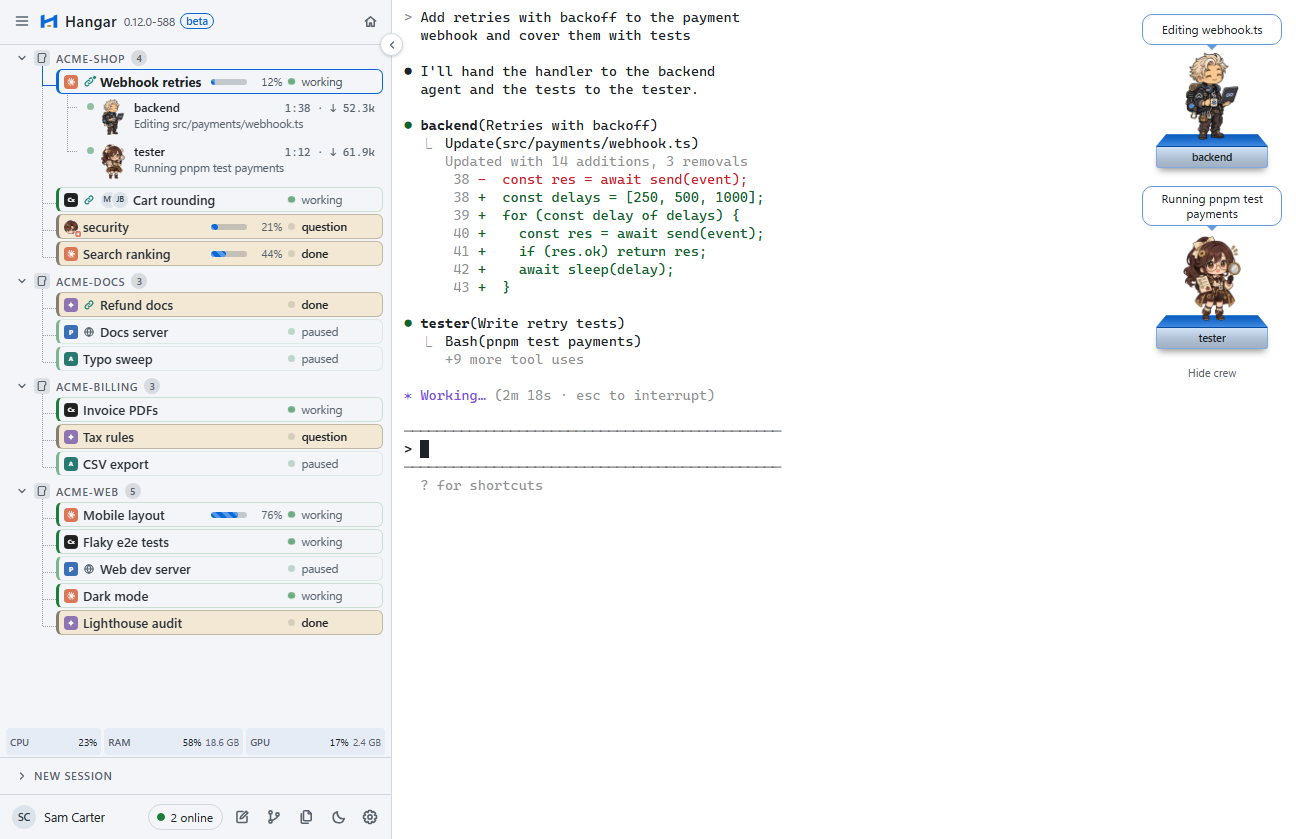 Hangar 0.12.0-588 beta
ACME-SHOP 4
Webhook retries 12% working
backend 1:38 · ↓ 52.3k
Editing src/payments/webhook.ts
tester 1:12 · ↓ 61.9k
Running pnpm test payments
Cx M JB Cart rounding working
security 21% question
Search ranking 44% done
ACME-DOCS 3
Refund docs done
P Docs server paused
A Typo sweep paused
ACME-BILLING 3
Cx Invoice PDFs working
Tax rules question
A CSV export paused
ACME-WEB 5
Mobile layout 76% working
Cx Flaky e2e tests working
P Web dev server paused
Dark mode working
Lighthouse audit done
CPU 23% RAM 58% 18.6 GB GPU 17% 2.4 GB
NEW SESSION
SC Sam Carter 2 online
> Add retries with backoff to the payment
webhook and cover them with tests
● I'll hand the handler to the backend
agent and the tests to the tester.
● backend(Retries with backoff)
⎿ Update(src/payments/webhook.ts)
Updated with 14 additions, 3 removals
38 - const res = await send(event);
38 + const delays = [250, 500, 1000];
39 + for (const delay of delays) {
40 + const res = await send(event);
41 + if (res.ok) return res;
42 + await sleep(delay);
43 + }
● tester(Write retry tests)
⎿ Bash(pnpm test payments)
+9 more tool uses
* Working… (2m 18s · esc to interrupt)
>
? for shortcuts
Editing webhook.ts
backend
Running pnpm test
payments
tester
Hide crew